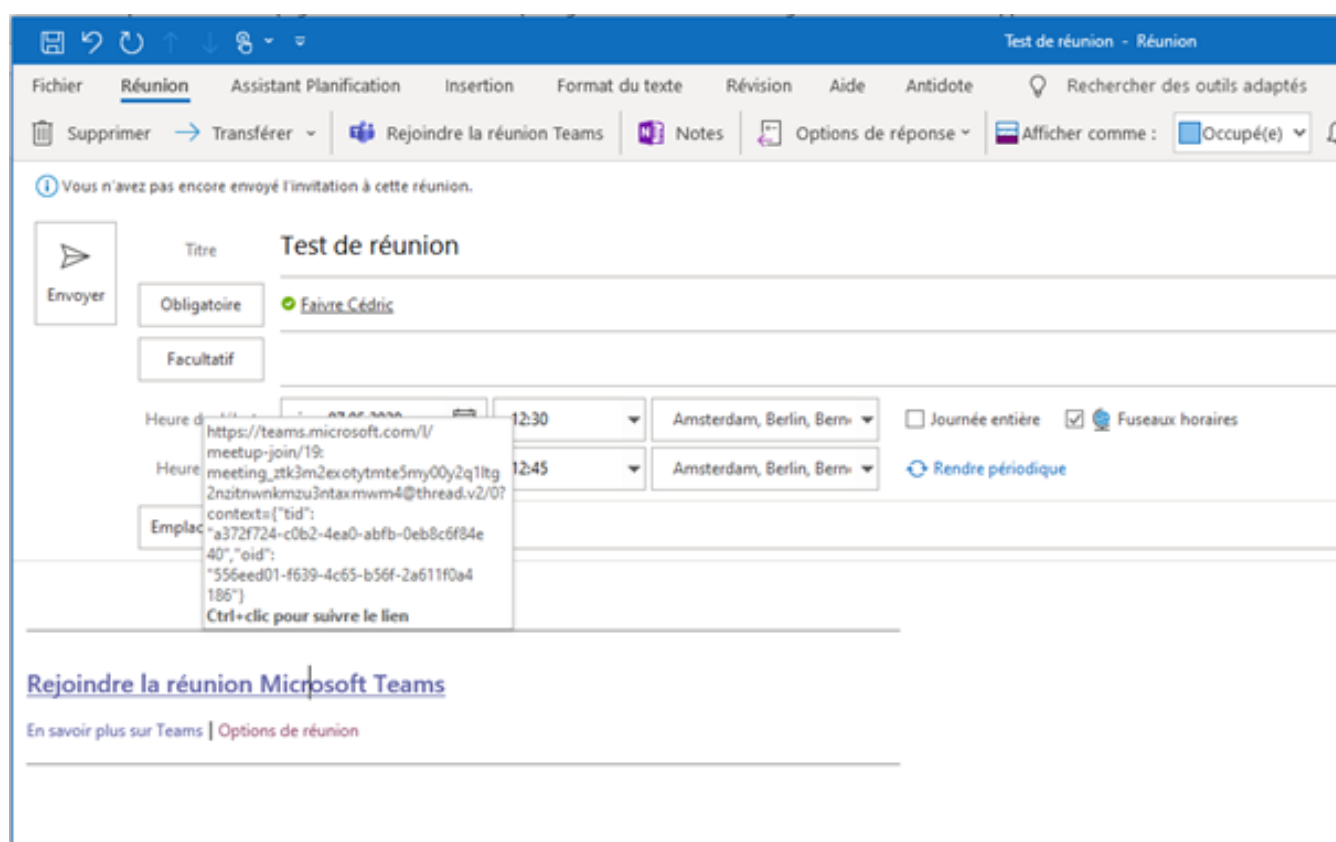 Test de réunion - Réunion
Fichier Réunion Assistant Planification Insertion Format du texte Révision Aide Antidote Rechercher des outils adaptés
Supprimer Transférer Rejoindre la réunion Teams Notes Options de réponse Afficher comme : Occupé(e)
Vous n'avez pas encore envoyé l'invitation à cette réunion.
Envoyer
Titre Test de réunion
Obligatoire Faivre Cédric
Facultatif
Heure 12:30 Amsterdam, Berlin, Bern Journée entière Fuseaux horaires
Heure 12:45 Amsterdam, Berlin, Bern Rendre périodique
Emplac
https://teams.microsoft.com/l/
meetup-join/19:
meeting_ztk3m2exotytmte5my00y2q1ltg
2nzitnwnkmzu3ntaxmwm4@thread.v2/0?
context={"tid":
"a372f724-c0b2-4ea0-abfb-0eb8c6f84e
40","oid":
"556eed01-f639-4c65-b56f-2a611f0a4
186"}
Ctrl+clic pour suivre le lien
Rejoindre la réunion Microsoft Teams
En savoir plus sur Teams | Options de réunion